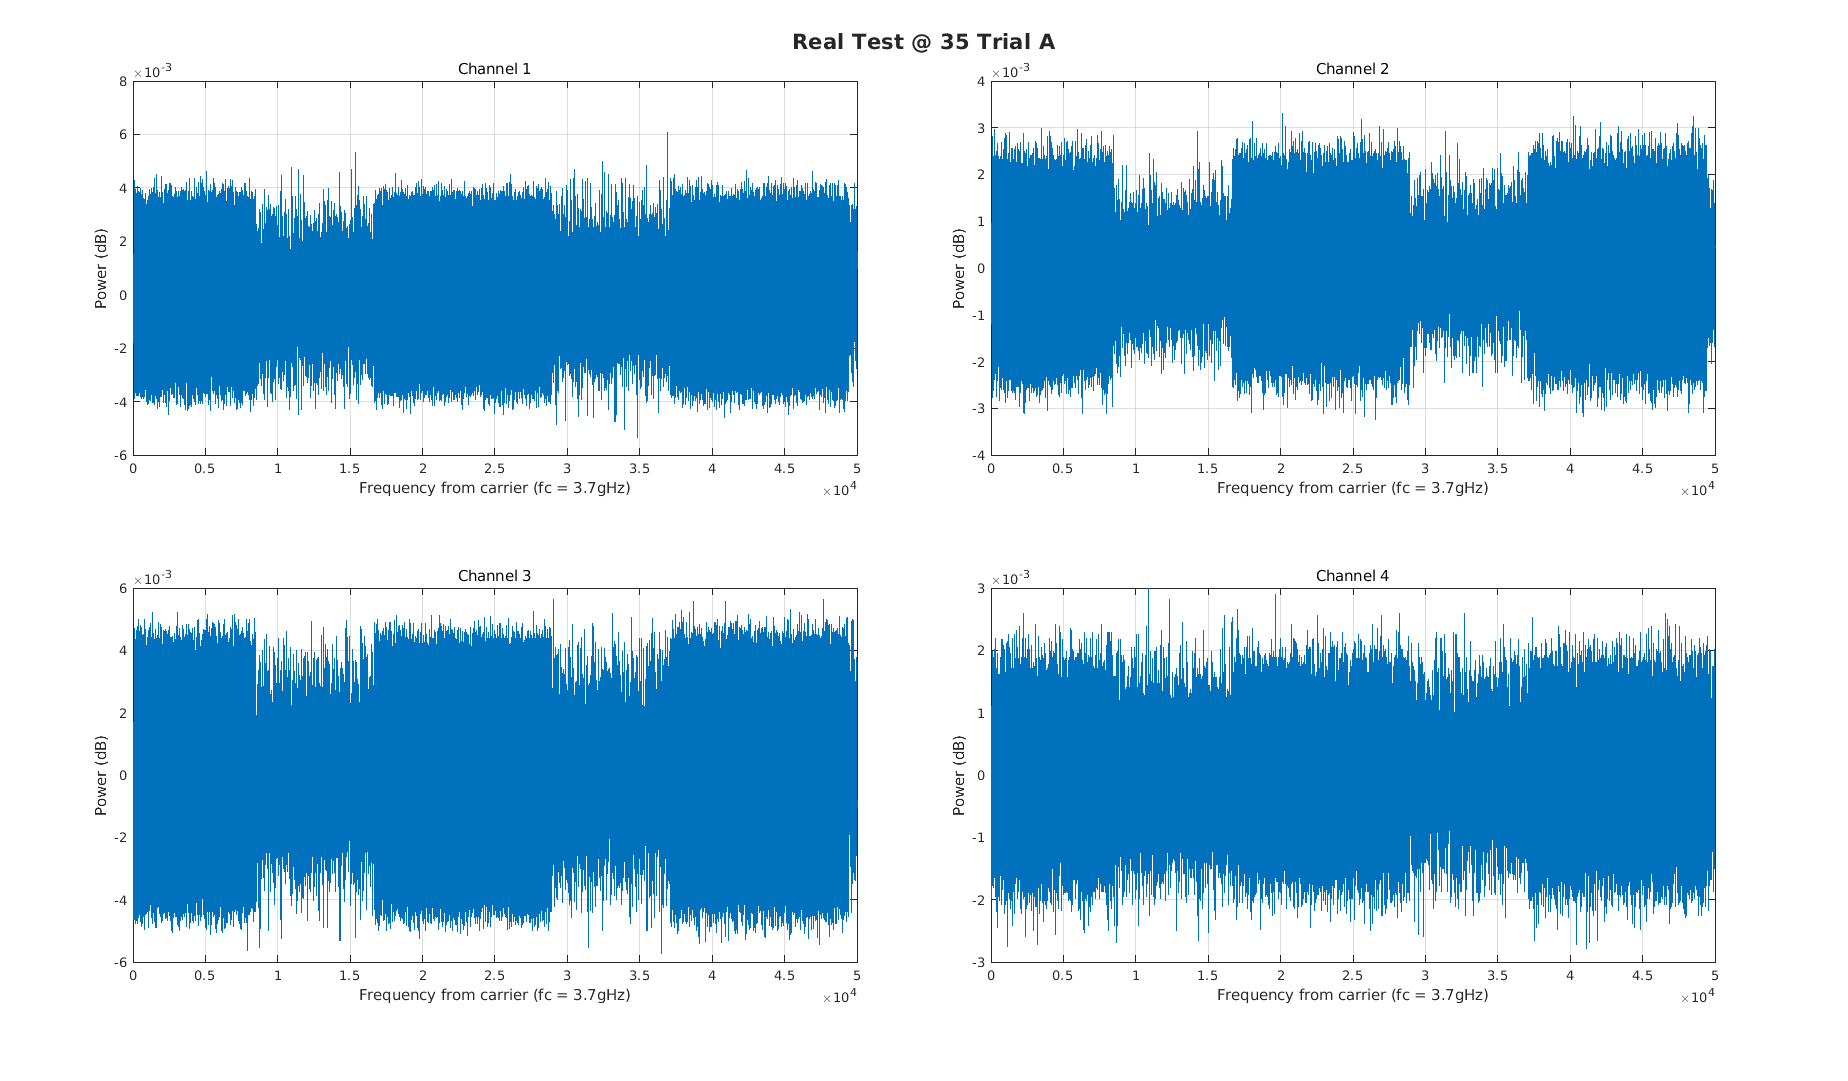 Real Test @ 35 Trial A
Channel 1
×10-3
8
6
4
2
0
-2
-4
-6
Power (dB)
0 0.5 1 1.5 2 2.5 3 3.5 4 4.5 5
Frequency from carrier (fc = 3.7gHz)
×104
Channel 2
×10-3
4
3
2
1
0
-1
-2
-3
-4
Power (dB)
0 0.5 1 1.5 2 2.5 3 3.5 4 4.5 5
Frequency from carrier (fc = 3.7gHz)
×104
Channel 3
×10-3
6
4
2
0
-2
-4
-6
Power (dB)
0 0.5 1 1.5 2 2.5 3 3.5 4 4.5 5
Frequency from carrier (fc = 3.7gHz)
×104
Channel 4
×10-3
3
2
1
0
-1
-2
-3
Power (dB)
0 0.5 1 1.5 2 2.5 3 3.5 4 4.5 5
Frequency from carrier (fc = 3.7gHz)
×104